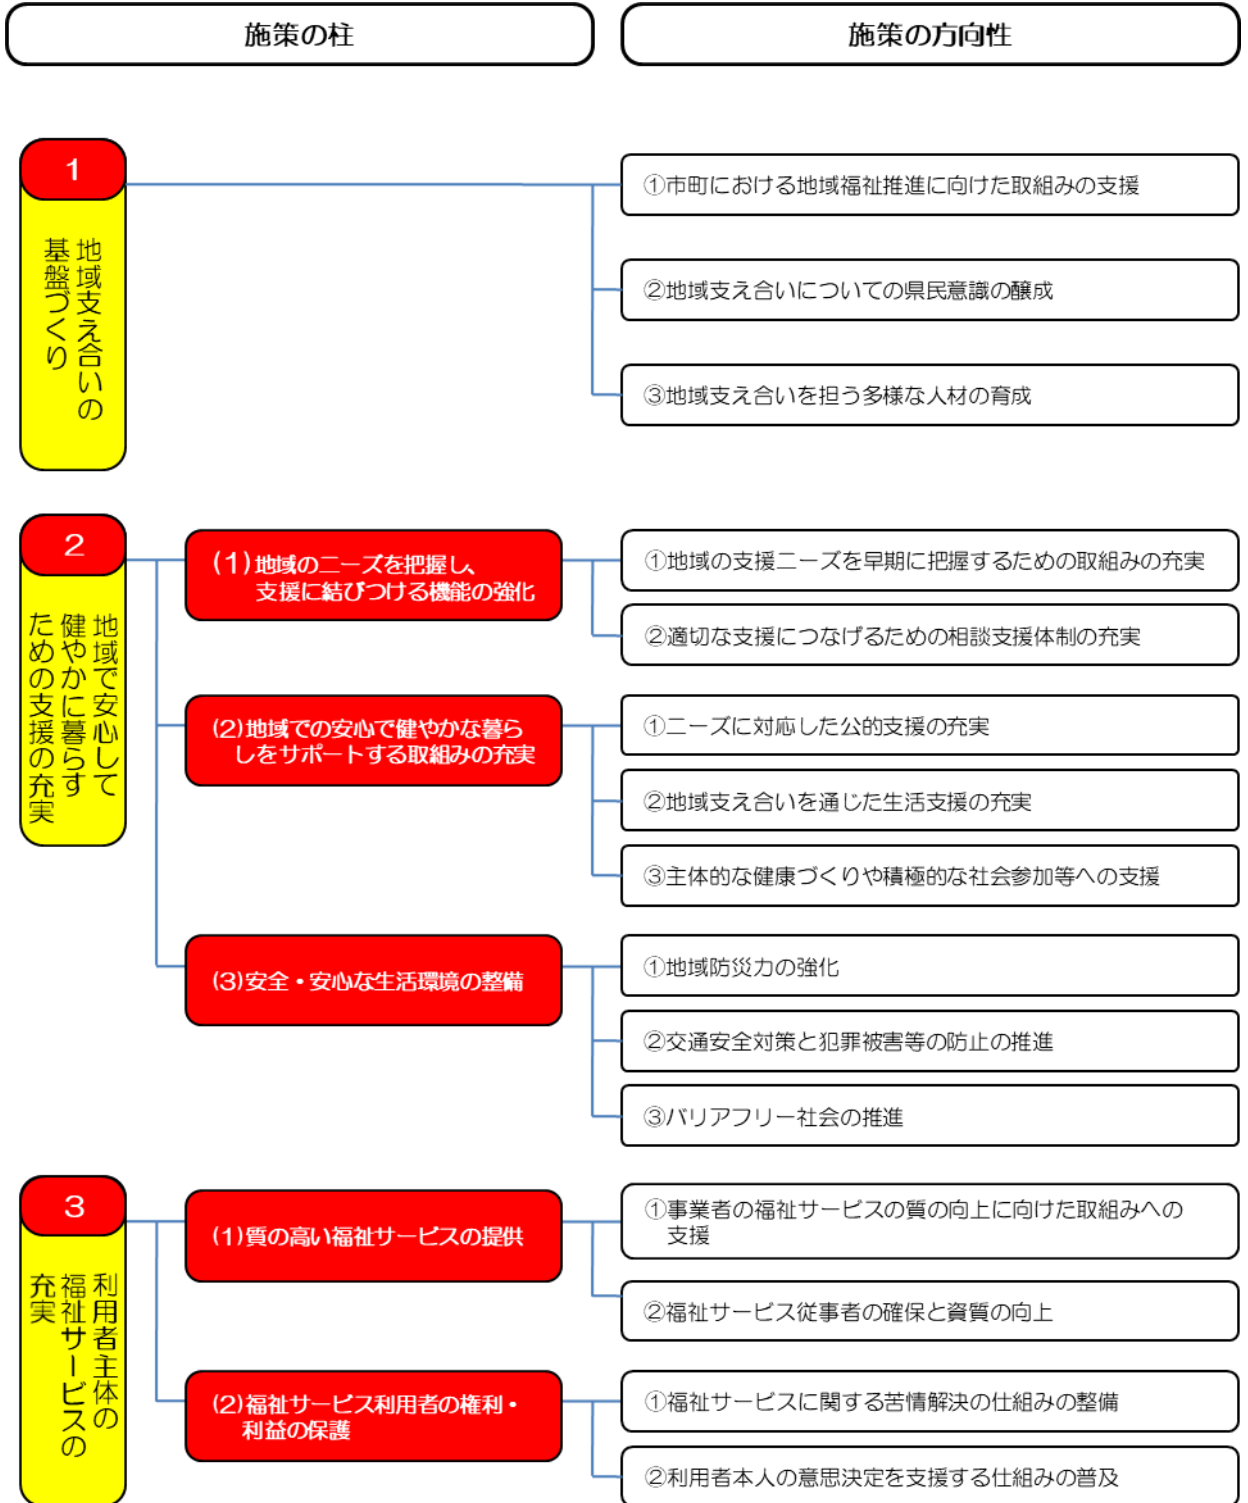 施策の柱
施策の方向性
1
地域支え合いの
基盤づくり
①市町における地域福祉推進に向けた取組みの支援
②地域支え合いについての県民意識の醸成
③地域支え合いを担う多様な人材の育成
2
地域で安心して
健やかに暮らす
ための支援の充実
(1)地域のニーズを把握し、
支援に結びつける機能の強化
①地域の支援ニーズを早期に把握するための取組みの充実
②適切な支援につなげるための相談支援体制の充実
(2)地域での安心で健やかな暮ら
しをサポートする取組みの充実
①ニーズに対応した公的支援の充実
②地域支え合いを通じた生活支援の充実
③主体的な健康づくりや積極的な社会参加等への支援
(3)安全・安心な生活環境の整備
①地域防災力の強化
②交通安全対策と犯罪被害等の防止の推進
③バリアフリー社会の推進
3
利用者主体の
福祉サービスの
充実
(1)質の高い福祉サービスの提供
①事業者の福祉サービスの質の向上に向けた取組みへの
支援
②福祉サービス従事者の確保と資質の向上
(2)福祉サービス利用者の権利・
利益の保護
①福祉サービスに関する苦情解決の仕組みの整備
②利用者本人の意思決定を支援する仕組みの普及